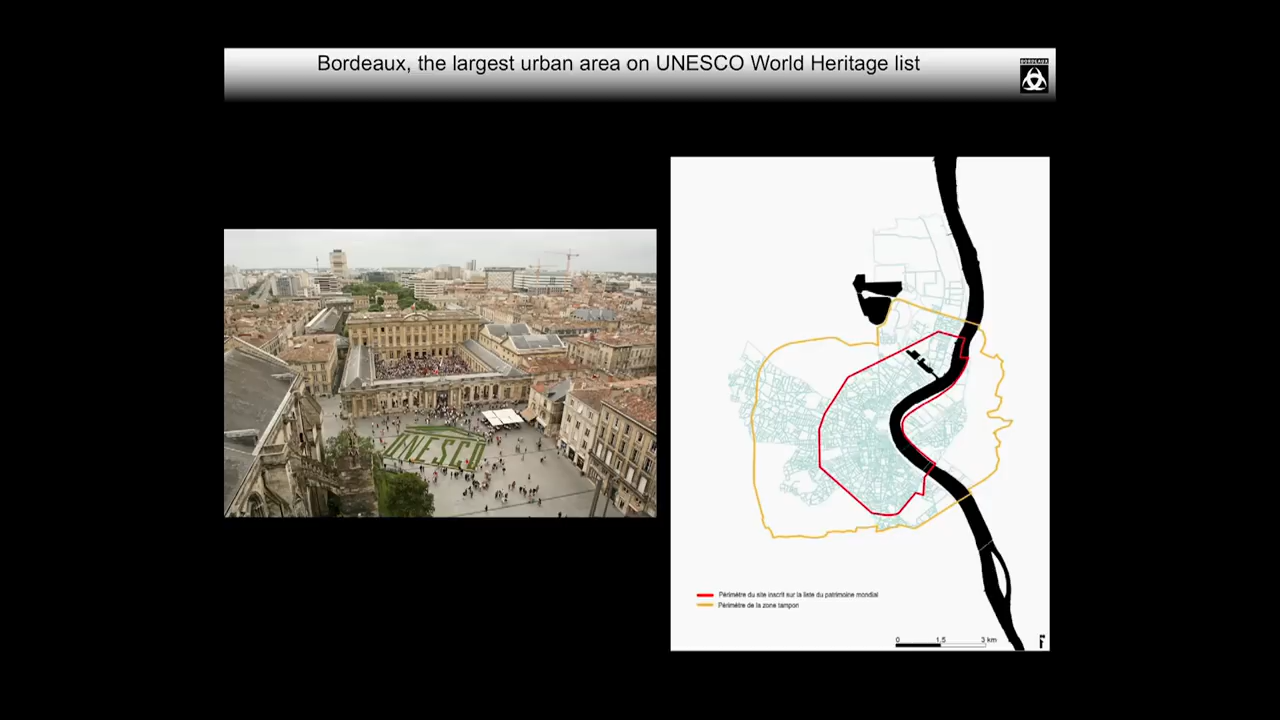 Bordeaux, the largest urban area on UNESCO World Heritage list
BORDEAUX
UNESCO
Périmètre du site inscrit sur la liste du patrimoine mondial
Périmètre de la zone tampon
0 1,5 3 km